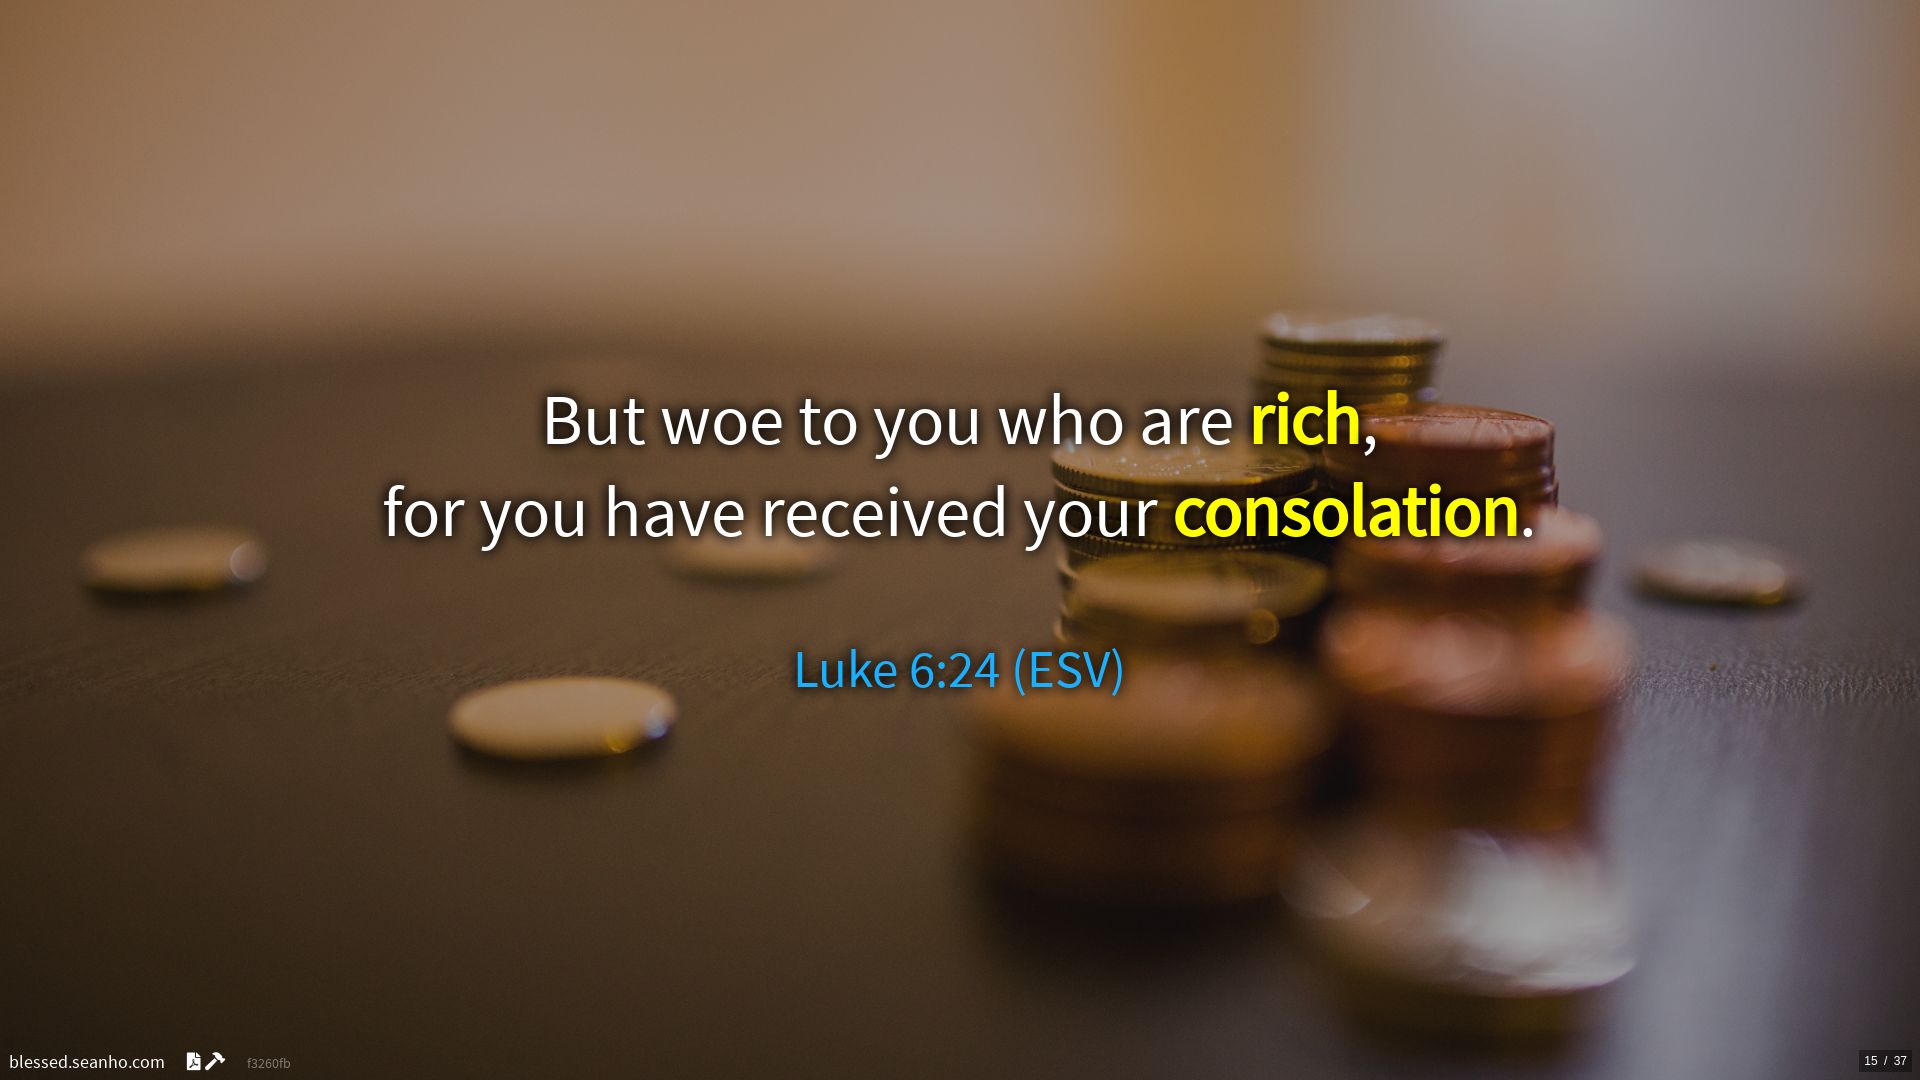 But woe to you who are rich,
for you have received your consolation.
Luke 6:24 (ESV)
blessed.seanho.com
f3260fb
15 / 37